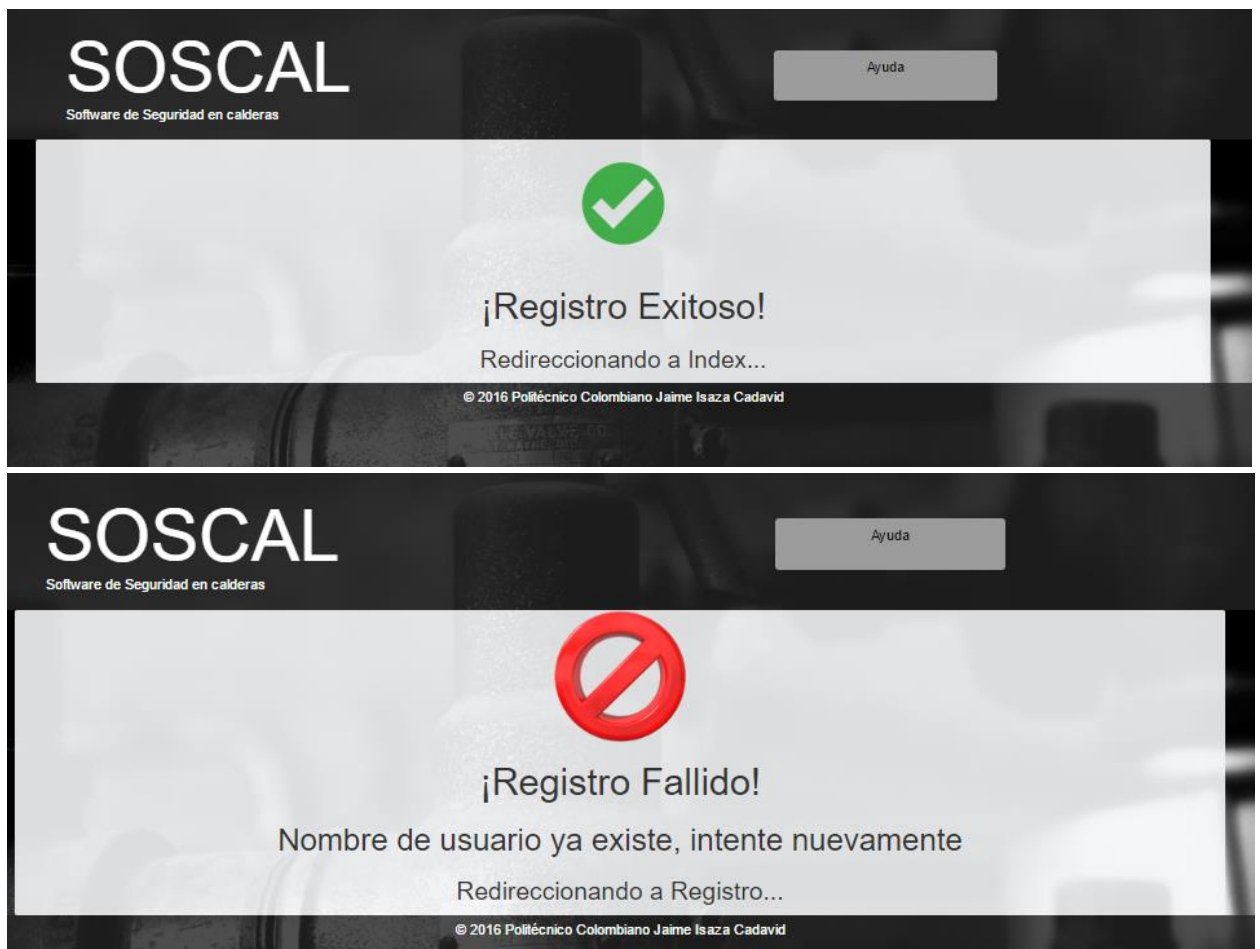 SOSCAL
Software de Seguridad en calderas
Ayuda
¡Registro Exitoso!
Redireccionando a Index...
© 2016 Politécnico Colombiano Jaime Isaza Cadavid
VALVE CO
SOSCAL
Software de Seguridad en calderas
Ayuda
¡Registro Fallido!
Nombre de usuario ya existe, intente nuevamente
Redireccionando a Registro...
© 2016 Politécnico Colombiano Jaime Isaza Cadavid